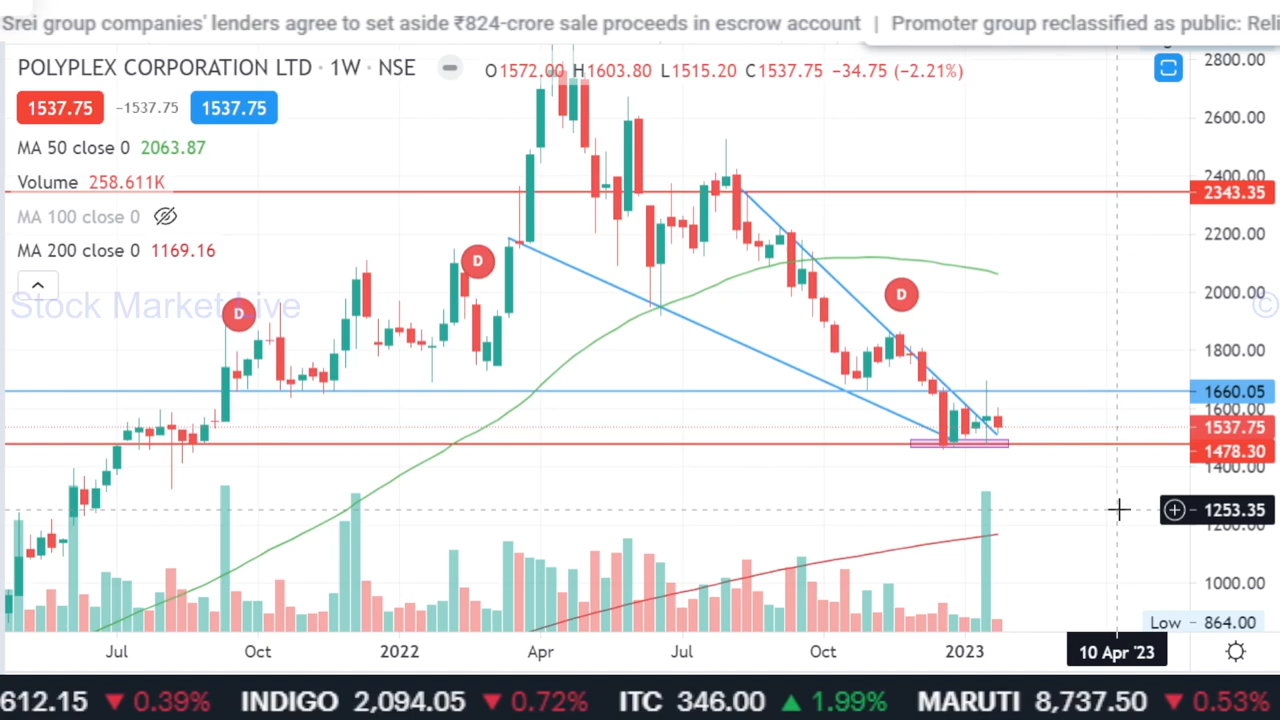 Srei group companies' lenders agree to set aside ₹824-crore sale proceeds in escrow account | Promoter group reclassified as public: Reli
POLYPLEX CORPORATION LTD · 1W · NSE O1572.00 H1603.80 L1515.20 C1537.75 −34.75 (−2.21%)
1537.75 −1537.75 1537.75
MA 50 close 0 2063.87
Volume 258.611K
MA 100 close 0
MA 200 close 0 1169.16
Stock Market Live
©
D
D
D
2800.00
2600.00
2400.00
2343.35
2200.00
2000.00
1800.00
1660.05
1600.00
1537.75
1478.30
1400.00
1253.35
1200.00
1000.00
Low 864.00
Jul Oct 2022 Apr Jul Oct 2023 10 Apr '23
612.15 ▼ 0.39% INDIGO 2,094.05 ▼ 0.72% ITC 346.00 ▲ 1.99% MARUTI 8,737.50 ▼ 0.53%